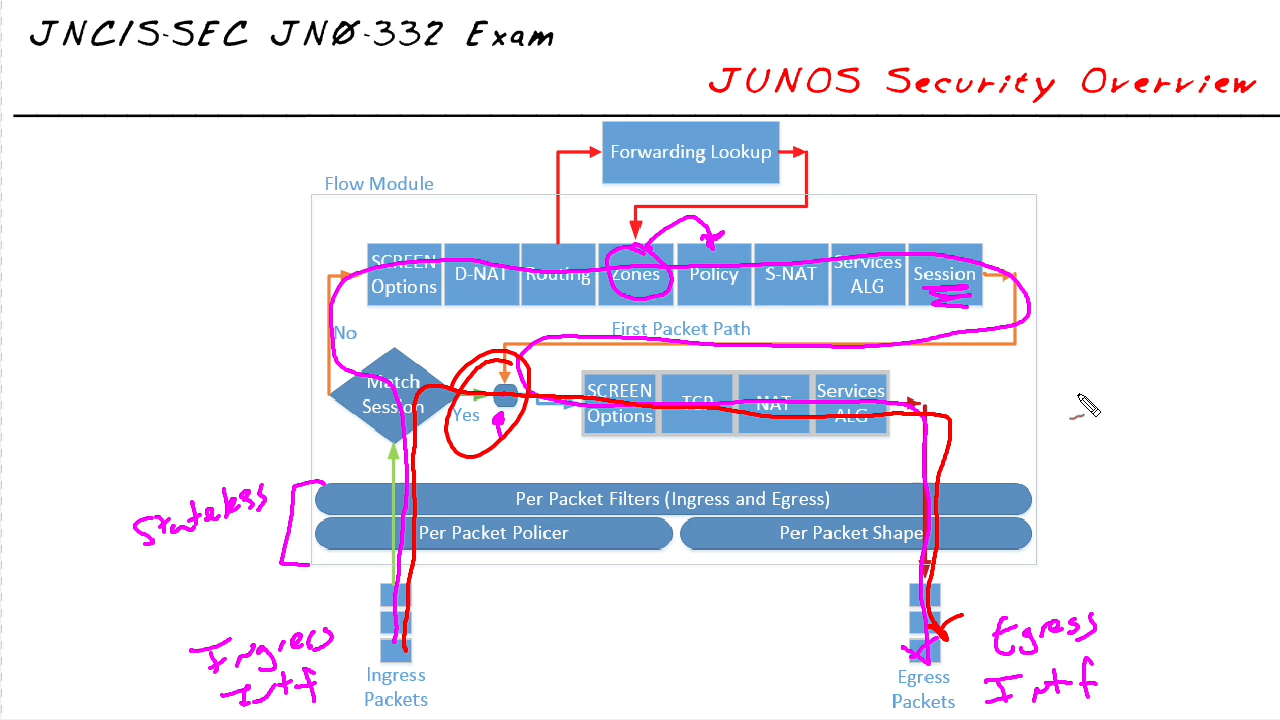 JNCIS-SEC JN0-332 Exam
JUNOS Security Overview
Forwarding Lookup
Flow Module
SCREEN Options
D-NAT
Routing
Zones
Policy
S-NAT
Services ALG
Session
No
First Packet Path
Match Session
Yes
SCREEN Options
TCP
NAT
Services ALG
Stateless
Per Packet Filters (Ingress and Egress)
Per Packet Policer
Per Packet Shape
Ingress
Intf
Ingress
Packets
Egress
Intf
Egress
Packets